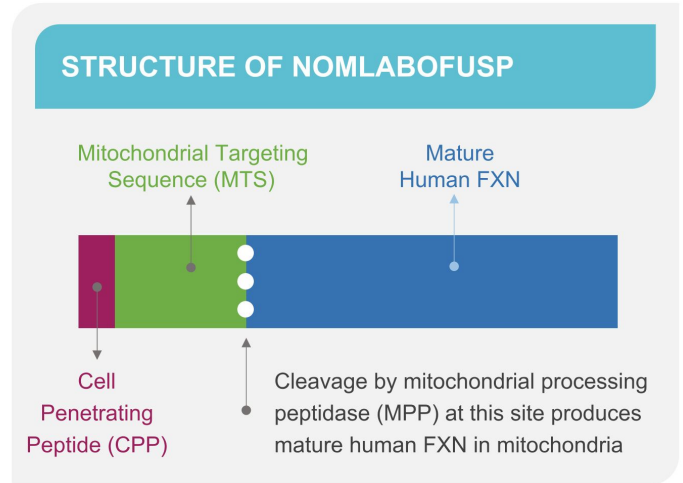 STRUCTURE OF NOMLABOFUSP
Mitochondrial Targeting
Sequence (MTS)
Mature
Human FXN
Cell
Penetrating
Peptide (CPP)
Cleavage by mitochondrial processing
peptidase (MPP) at this site produces
mature human FXN in mitochondria